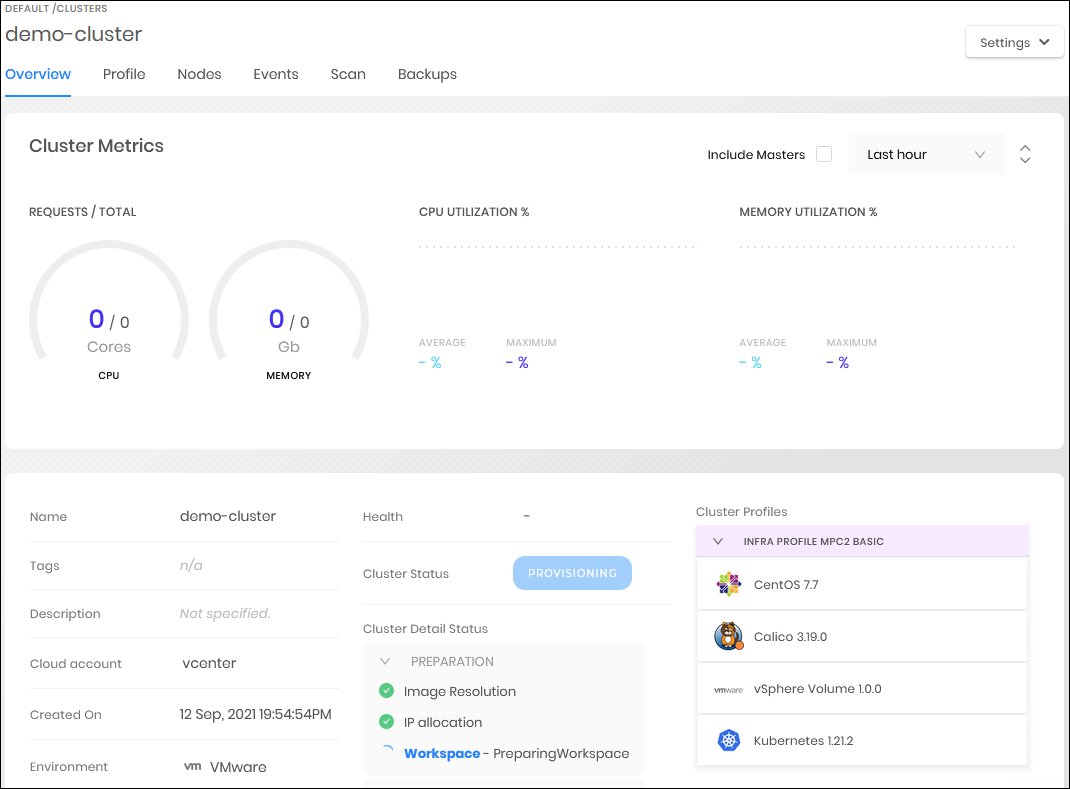 DEFAULT /CLUSTERS
demo-cluster
Settings
Overview Profile Nodes Events Scan Backups
Cluster Metrics
Include Masters Last hour
REQUESTS / TOTAL CPU UTILIZATION % MEMORY UTILIZATION %
0 / 0 0 / 0
Cores Gb
CPU MEMORY
AVERAGE MAXIMUM AVERAGE MAXIMUM
- % - % - % - %
Name demo-cluster
Tags n/a
Description Not specified.
Cloud account vcenter
Created On 12 Sep, 2021 19:54:54PM
Environment vm VMware
Health -
Cluster Status PROVISIONING
Cluster Detail Status
PREPARATION
Image Resolution
IP allocation
Workspace - PreparingWorkspace
Cluster Profiles
INFRA PROFILE MPC2 BASIC
CentOS 7.7
Calico 3.19.0
vmware vSphere Volume 1.0.0
Kubernetes 1.21.2